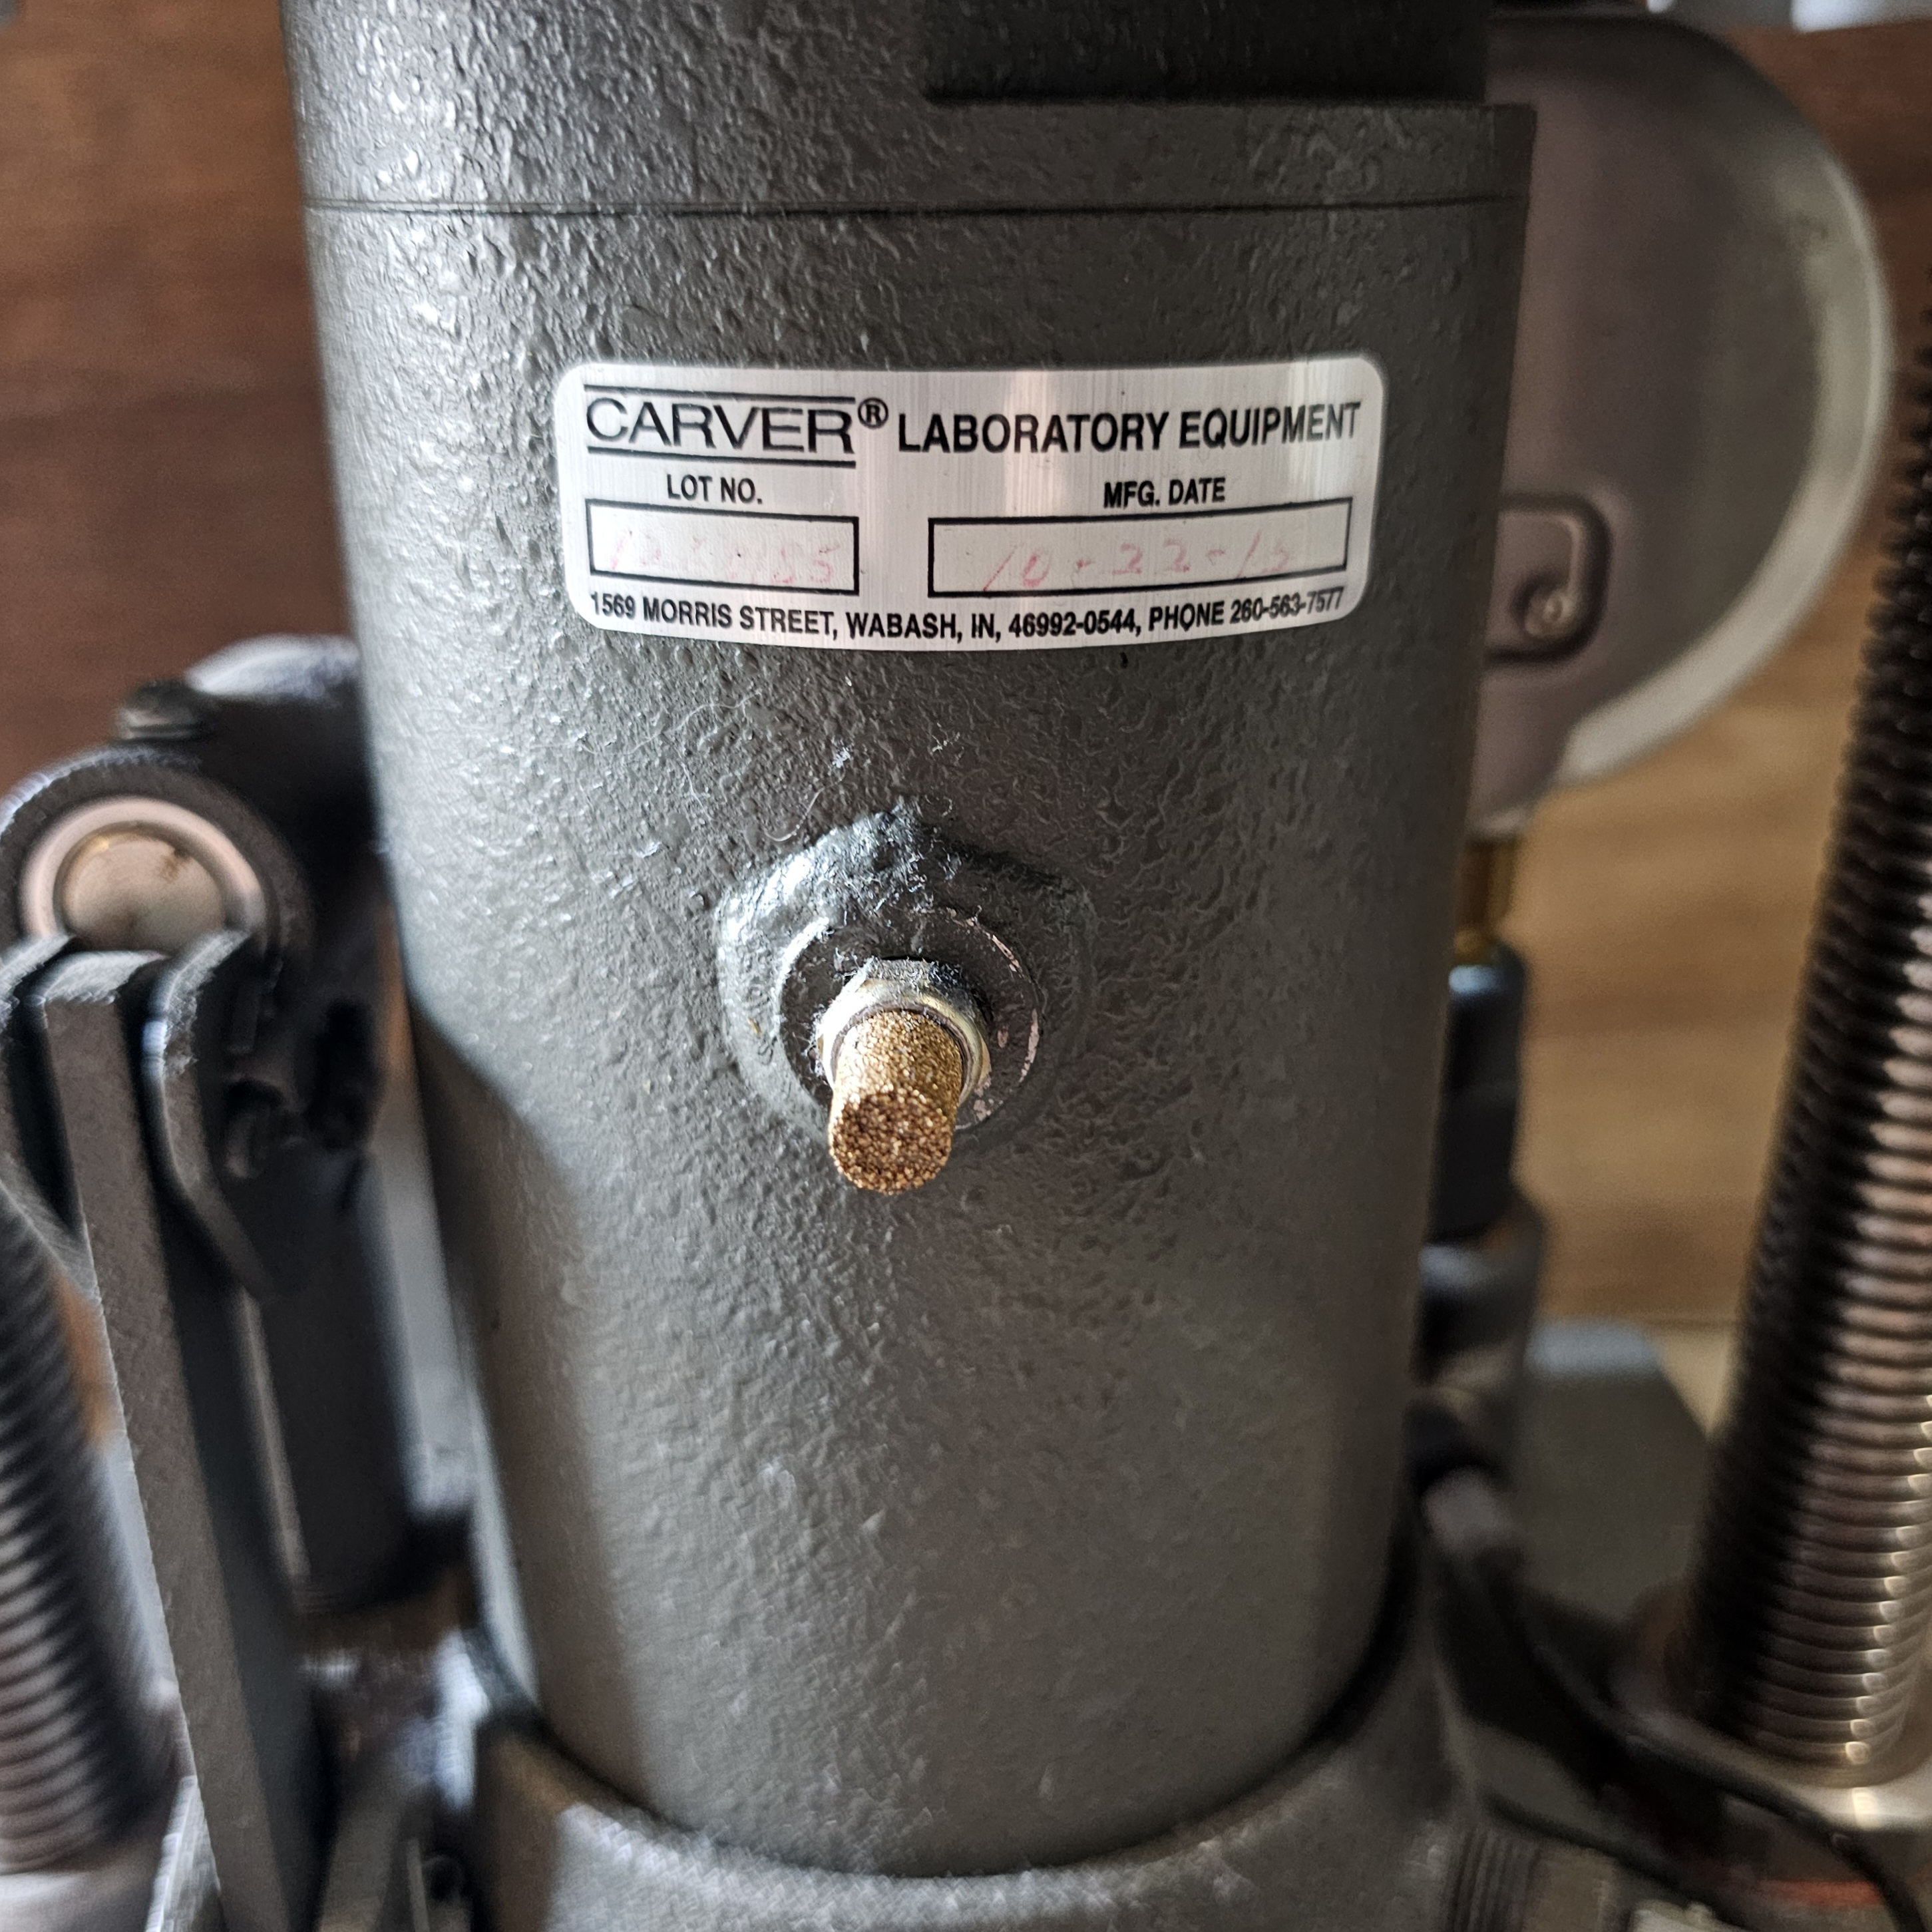 CARVER® LABORATORY EQUIPMENT
LOT NO. MFG. DATE
1569 MORRIS STREET, WABASH, IN, 46992-0544, PHONE 260-563-7577